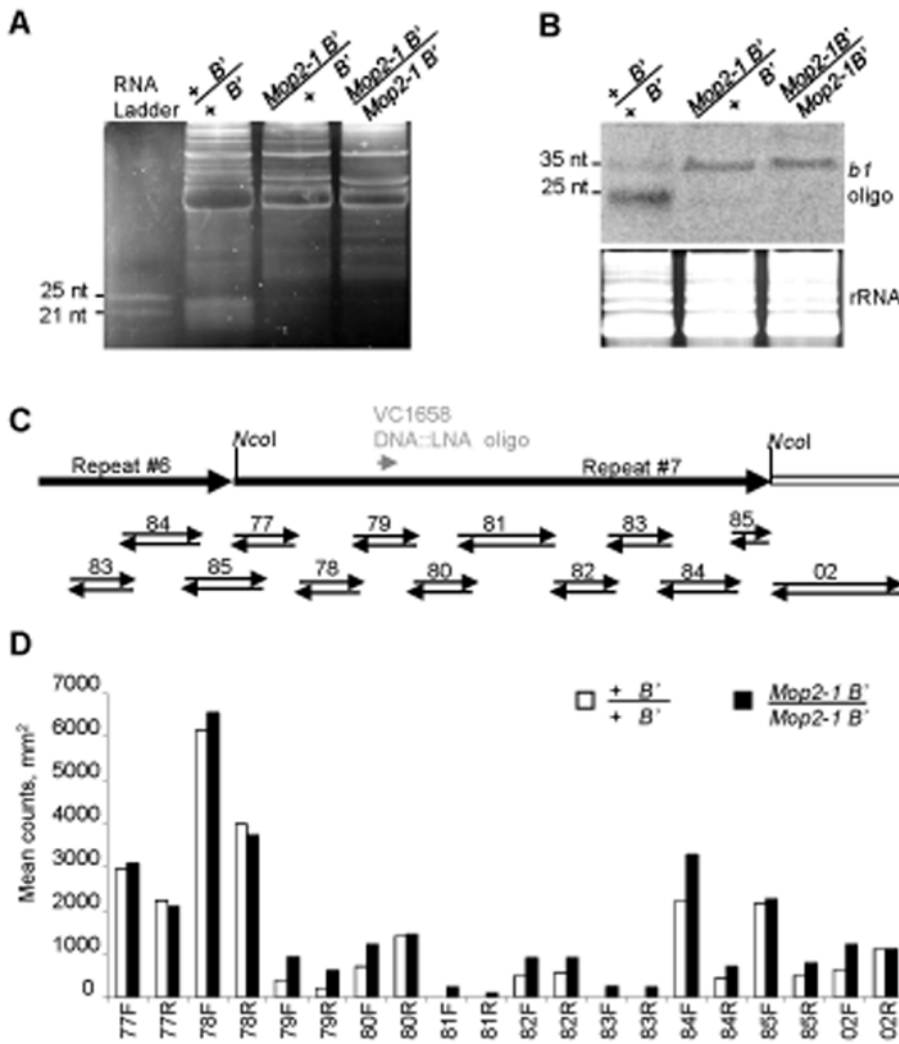 A
RNA
Ladder
+ B'
+ B'
Mop2-1 B'
+ B'
Mop2-1 B'
Mop2-1 B'
25 nt
21 nt
B
+ B'
+ B'
Mop2-1 B'
+ B'
Mop2-1B'
Mop2-1B'
35 nt
25 nt
b1
oligo
rRNA
C
VC1658
DNA::LNA oligo
NcoI
NcoI
Repeat #6
Repeat #7
84
77
79
81
83
85
83
85
78
80
82
84
02
D
Mean counts, mm2
7000
6000
5000
4000
3000
2000
1000
0
+ B'
+ B'
Mop2-1 B'
Mop2-1 B'
77F
77R
78F
78R
79F
79R
80F
80R
81F
81R
82F
82R
83F
83R
84F
84R
85F
85R
02F
02R